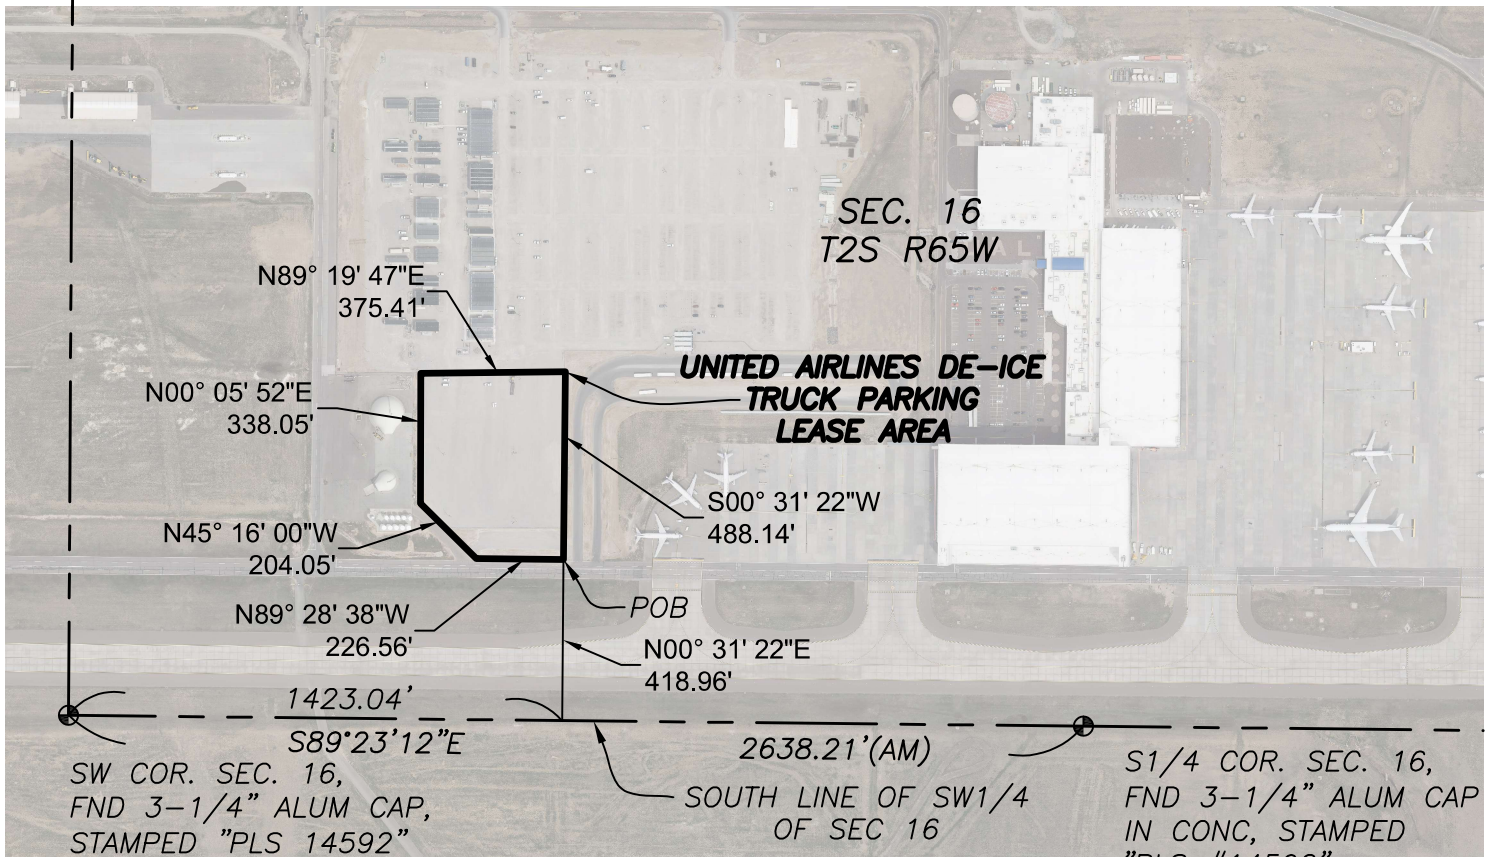 SEC. 16
T2S R65W
N89° 19' 47"E
375.41'
N00° 05' 52"E
338.05'
UNITED AIRLINES DE-ICE
TRUCK PARKING
LEASE AREA
N45° 16' 00"W
204.05'
S00° 31' 22"W
488.14'
N89° 28' 38"W
226.56'
POB
N00° 31' 22"E
418.96'
1423.04'
S89°23'12"E
2638.21'(AM)
SW COR. SEC. 16,
FND 3-1/4" ALUM CAP,
STAMPED "PLS 14592"
SOUTH LINE OF SW1/4
OF SEC 16
S1/4 COR. SEC. 16,
FND 3-1/4" ALUM CAP
IN CONC, STAMPED